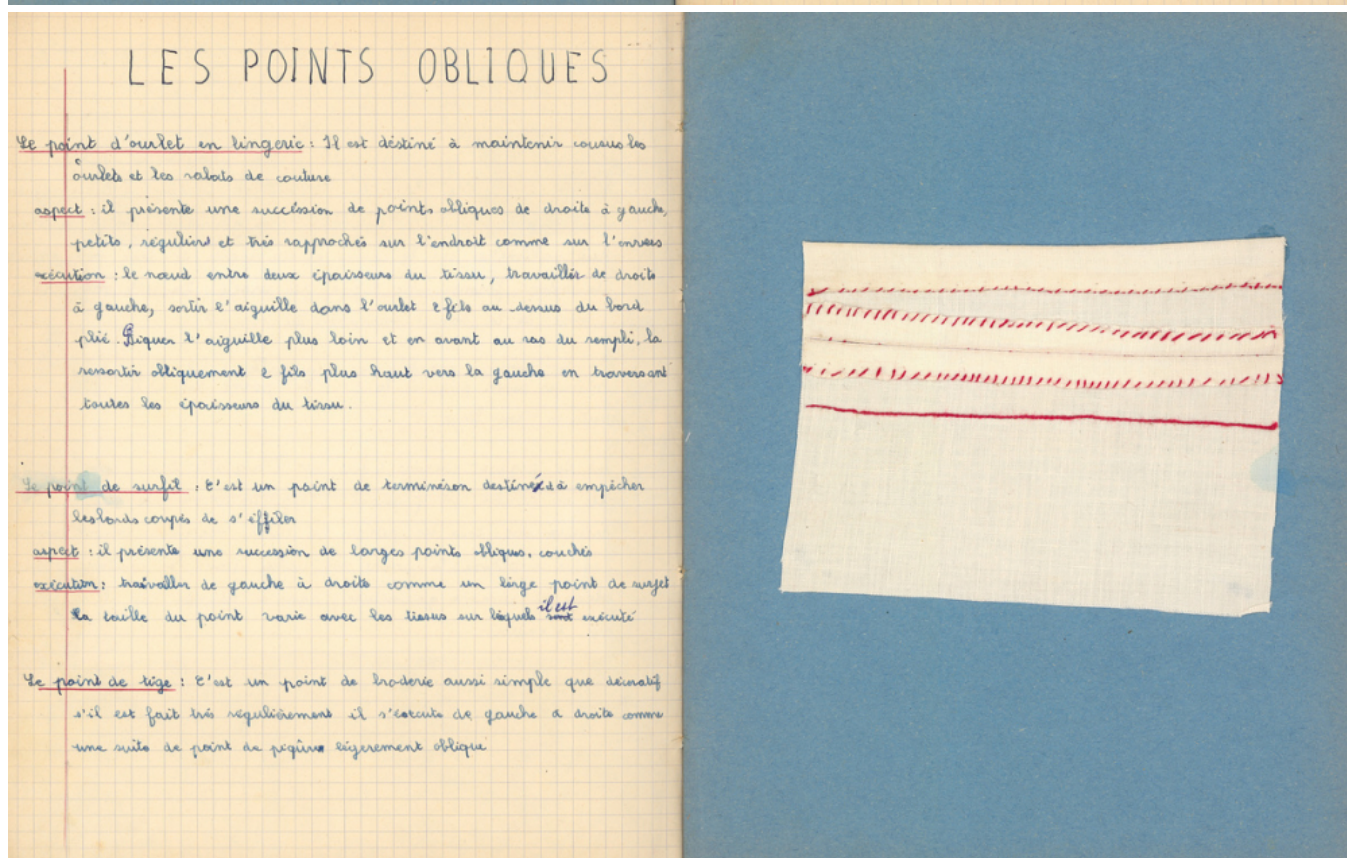 LES POINTS OBLIQUES
Le point d'ourlet en lingerie : Il est déstiné à maintenir cousus les
ourlets et les rabats de couture
aspect : il présente une succéssion de points obliques de droite à gauche,
petits, réguliers et très rapprochés sur l'endroit comme sur l'envers
exécution : le nœud entre deux épaisseurs du tissu, travailler de droite
à gauche, sortir l'aiguille dans l'ourlet 2 fils au-dessus du bord
plié. Piquer l'aiguille plus loin et en avant au ras du rempli, la
ressortir obliquement 2 fils plus haut vers la gauche en traversant
toutes les épaisseurs du tissu.
Le point de surfil : C'est un point de terminéson destiné à empêcher
les bords coupés de s'éffiler
aspect : il présente une succession de larges points obliques, couchés
exécution : travailler de gauche à droite comme un large point de surjet
la taille du point varie avec les tissus sur lesquels il est exécuté
Le point de tige : C'est un point de broderie aussi simple que décoratif
s'il est fait très régulièrement il s'éxecute de gauche à droite comme
une suite de point de piqûre légerement oblique